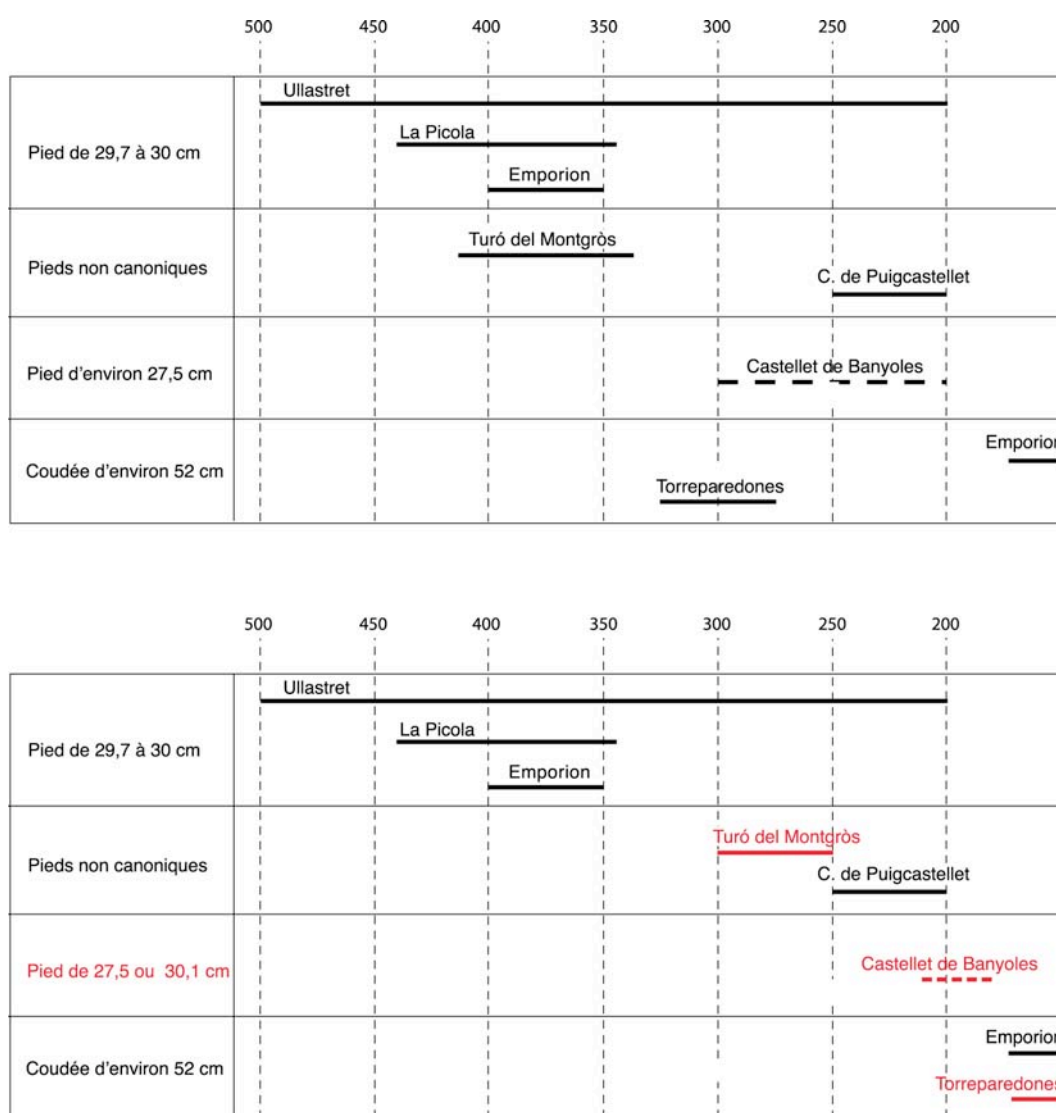 500 450 400 350 300 250 200
Ullastret
La Picola
Pied de 29,7 à 30 cm
Emporion
Turó del Montgròs
Pieds non canoniques
C. de Puigcastellet
Castellet de Banyoles
Pied d'environ 27,5 cm
Emporion
Coudée d'environ 52 cm
Torreparedones
500 450 400 350 300 250 200
Ullastret
La Picola
Pied de 29,7 à 30 cm
Emporion
Turó del Montgròs
Pieds non canoniques
C. de Puigcastellet
Castellet de Banyoles
Pied de 27,5 ou 30,1 cm
Emporion
Coudée d'environ 52 cm
Torreparedones